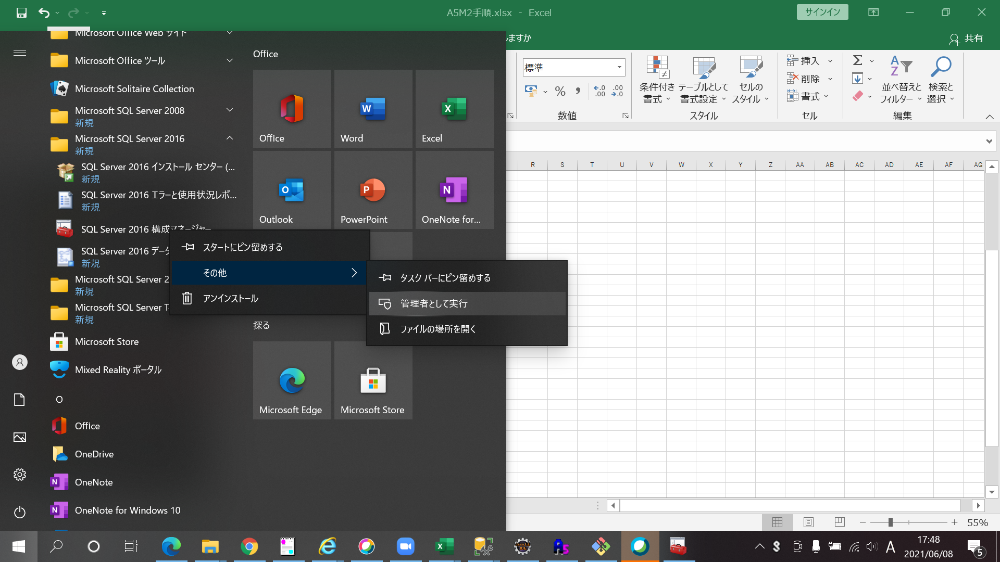 A5M2手順.xlsx - Excel
サインイン
Microsoft Office Web サイト
Microsoft Office ツール
Microsoft Solitaire Collection
Microsoft SQL Server 2008
新規
Microsoft SQL Server 2016
新規
SQL Server 2016 インストール センター (...
新規
SQL Server 2016 エラーと使用状況レポ...
新規
SQL Server 2016 構成マネージャー
SQL Server 2016 データ
新規
Microsoft SQL Server 2
新規
Microsoft SQL Server T
新規
Microsoft Store
Mixed Reality ポータル
O
Office
OneDrive
OneNote
OneNote for Windows 10
Office
Office
Word
Excel
Outlook
PowerPoint
OneNote for...
探る
Microsoft Edge
Microsoft Store
スタートにピン留めする
その他
アンインストール
タスク バーにピン留めする
管理者として実行
ファイルの場所を開く
ますか
共有
標準
% .00 .00
数値
条件付き
書式
テーブルとして
書式設定
セルの
スタイル
スタイル
挿入
削除
書式
セル
並べ替えと
フィルター
検索と
選択
編集
R S T U V W X Y Z AA AB AC AD AE AF AG
55%
A
17:48
2021/06/08
5